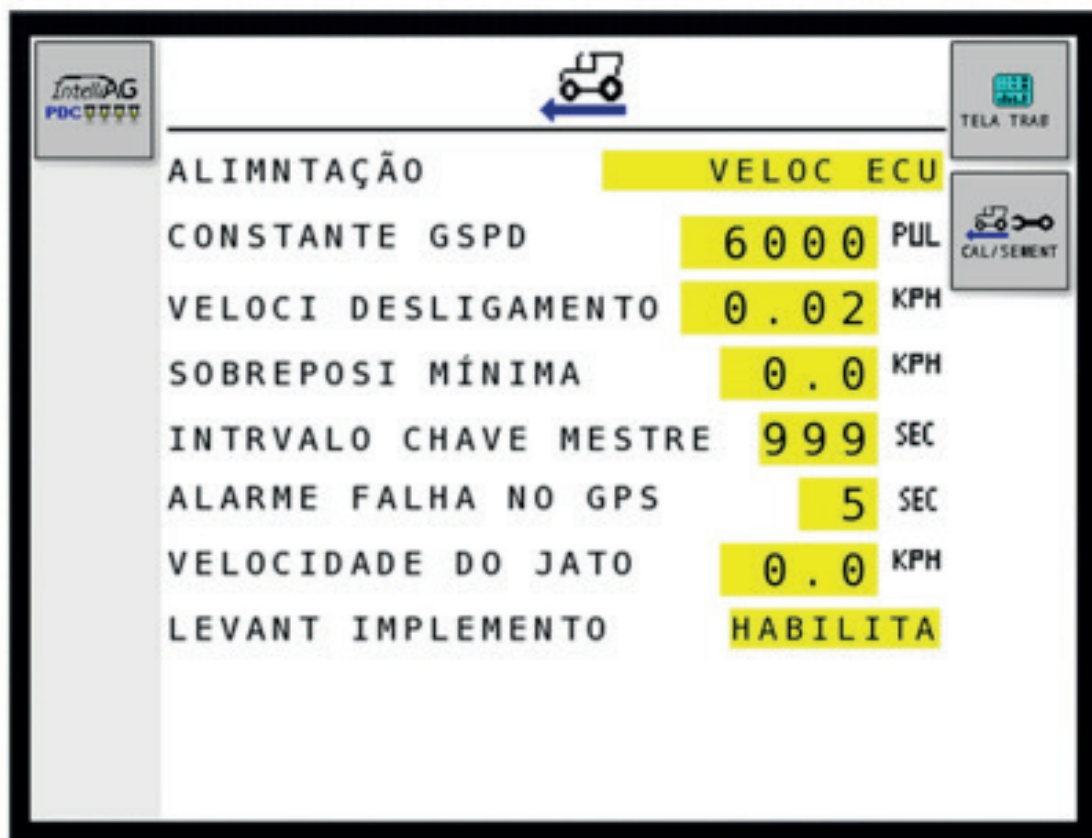 IntelliAG
PDC
TELA TRAB
ALIMNTAÇÃO VELOC ECU
CONSTANTE GSPD 6000 PUL
CAL/SEMENT
VELOCI DESLIGAMENTO 0.02 KPH
SOBREPOSI MÍNIMA 0.0 KPH
INTRVALO CHAVE MESTRE 999 SEC
ALARME FALHA NO GPS 5 SEC
VELOCIDADE DO JATO 0.0 KPH
LEVANT IMPLEMENTO HABILITA